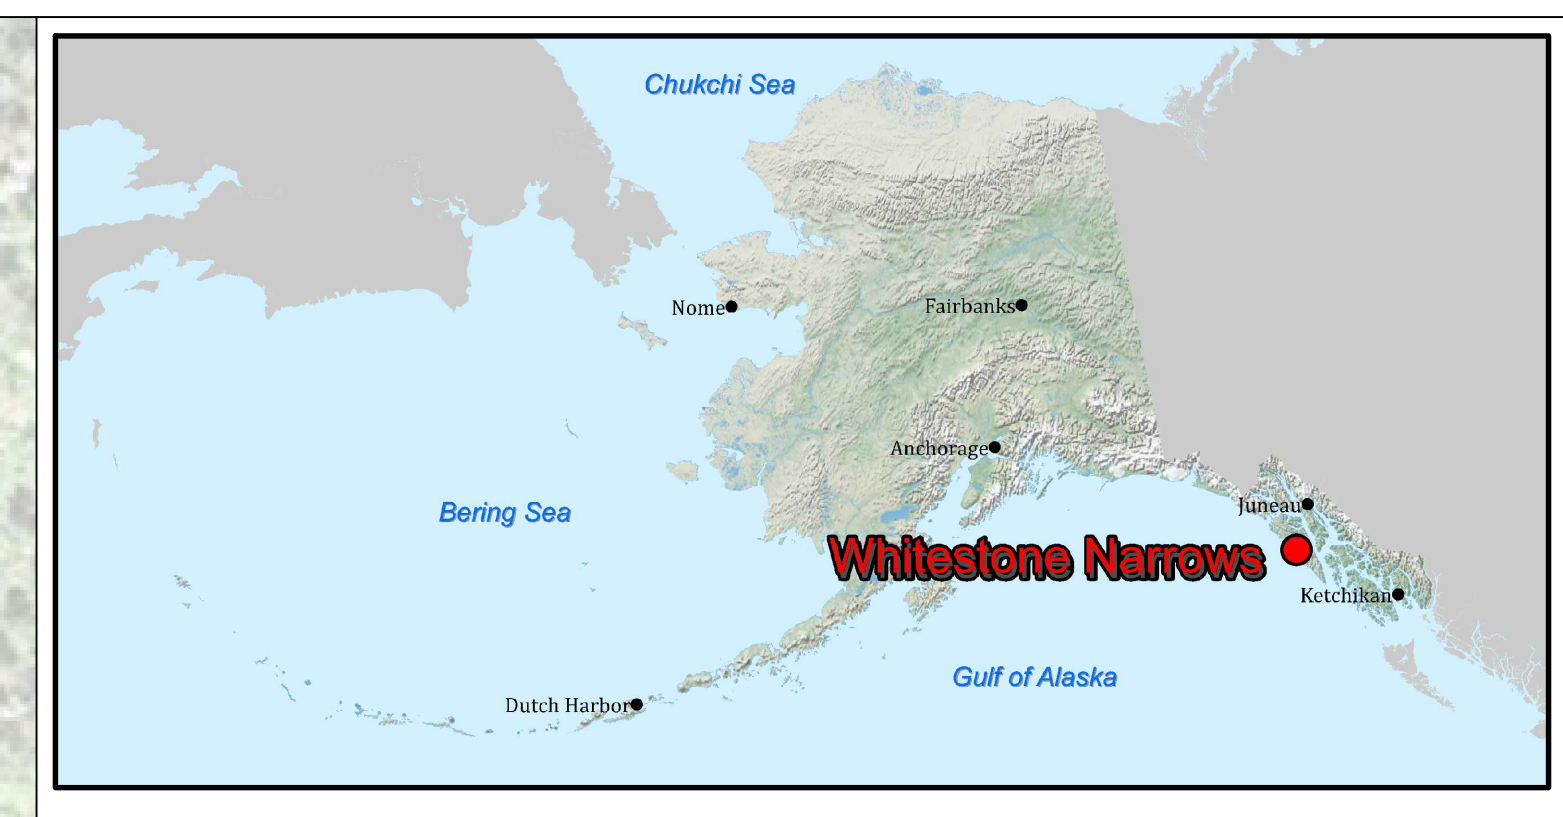 Chukchi Sea
Nome
Fairbanks
Anchorage
Bering Sea
Juneau
Whitestone Narrows
Ketchikan
Gulf of Alaska
Dutch Harbor